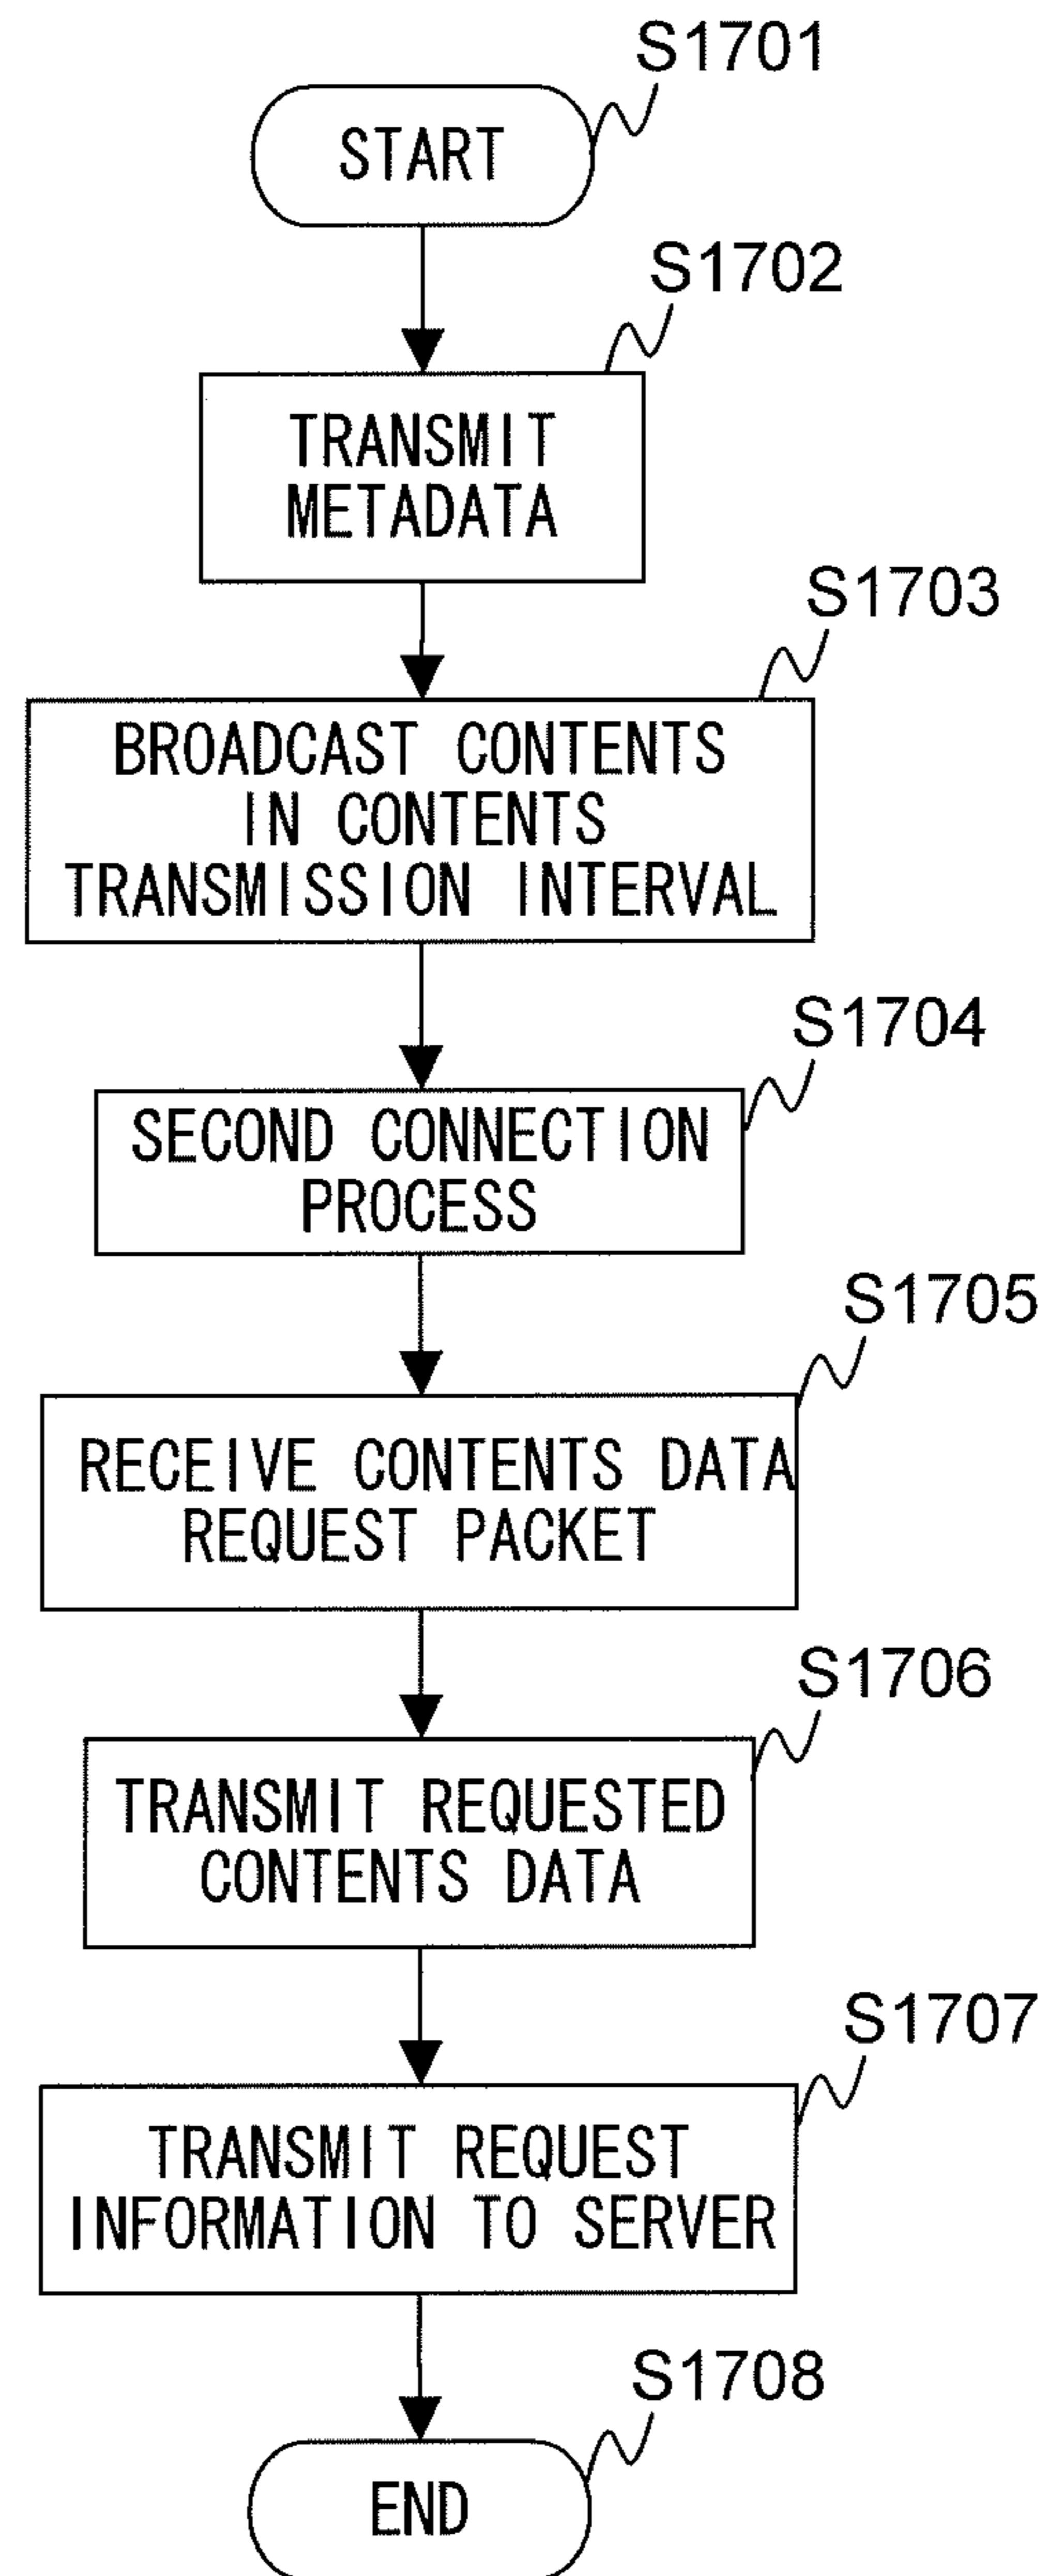 S1701
START
S1702
TRANSMIT
METADATA
S1703
BROADCAST CONTENTS
IN CONTENTS
TRANSMISSION INTERVAL
S1704
SECOND CONNECTION
PROCESS
S1705
RECEIVE CONTENTS DATA
REQUEST PACKET
S1706
TRANSMIT REQUESTED
CONTENTS DATA
S1707
TRANSMIT REQUEST
INFORMATION TO SERVER
S1708
END